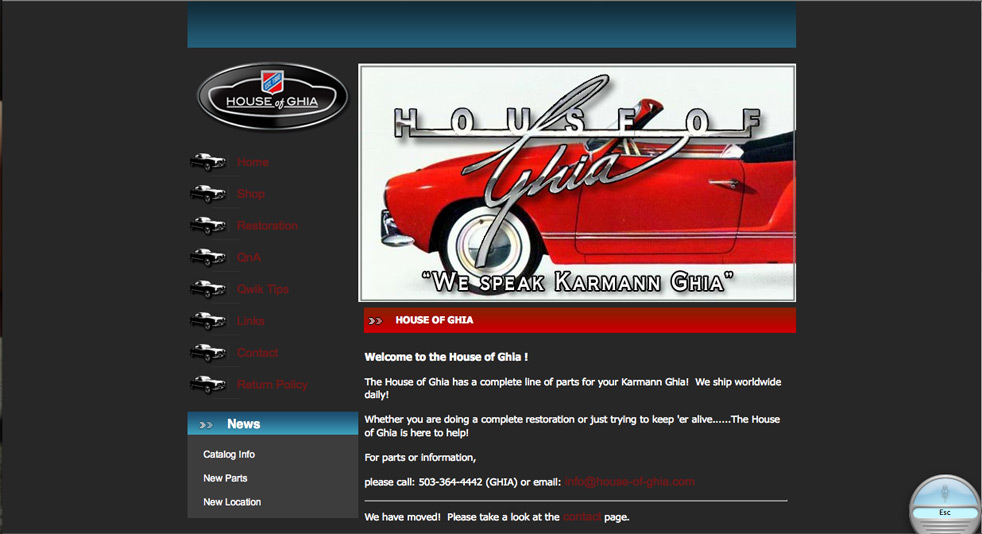 HOUSE of GHIA
HOUSE OF
Ghia
"WE SPEAK KARMANN GHIA"
Home
Shop
Restoration
QnA
Qwik Tips
Links
Contact
Return Policy
News
Catalog Info
New Parts
New Location
HOUSE OF GHIA
Welcome to the House of Ghia !
The House of Ghia has a complete line of parts for your Karmann Ghia! We ship worldwide
daily!
Whether you are doing a complete restoration or just trying to keep 'er alive......The House
of Ghia is here to help!
For parts or information,
please call: 503-364-4442 (GHIA) or email: info@house-of-ghia.com
We have moved! Please take a look at the contact page.
Esc